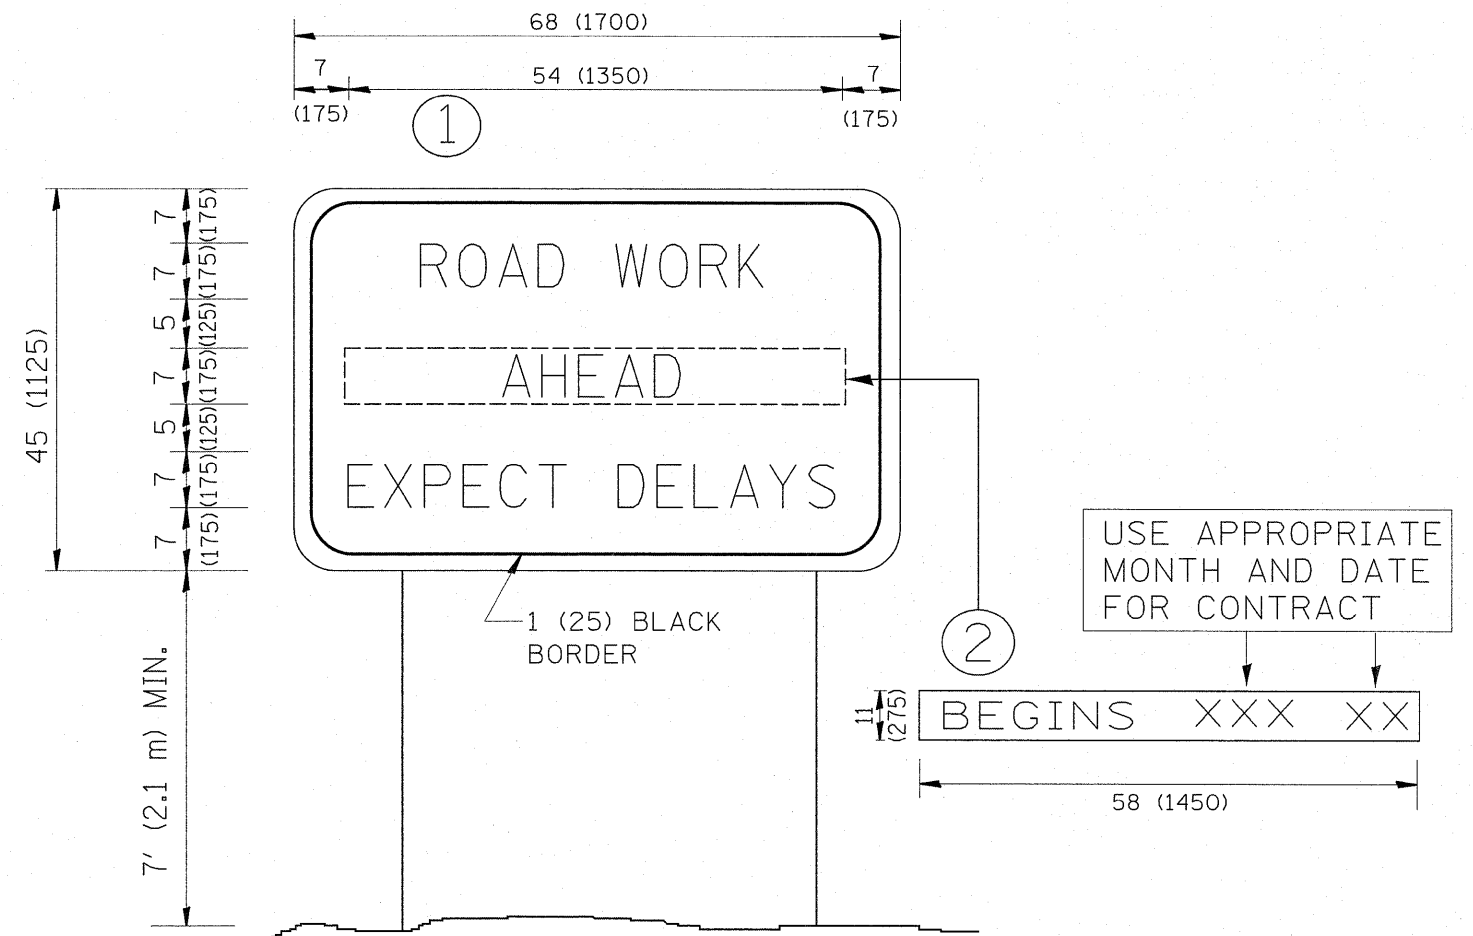 68 (1700)
7
54 (1350)
7
(175)
(175)
1
7
(175)
7
(175)
5
(125)
7
(175)
5
(125)
7
(175)
7
(175)
45 (1125)
ROAD WORK
AHEAD
EXPECT DELAYS
1 (25) BLACK
BORDER
7' (2.1 m) MIN.
2
USE APPROPRIATE
MONTH AND DATE
FOR CONTRACT
11
(275)
BEGINS XXX XX
58 (1450)